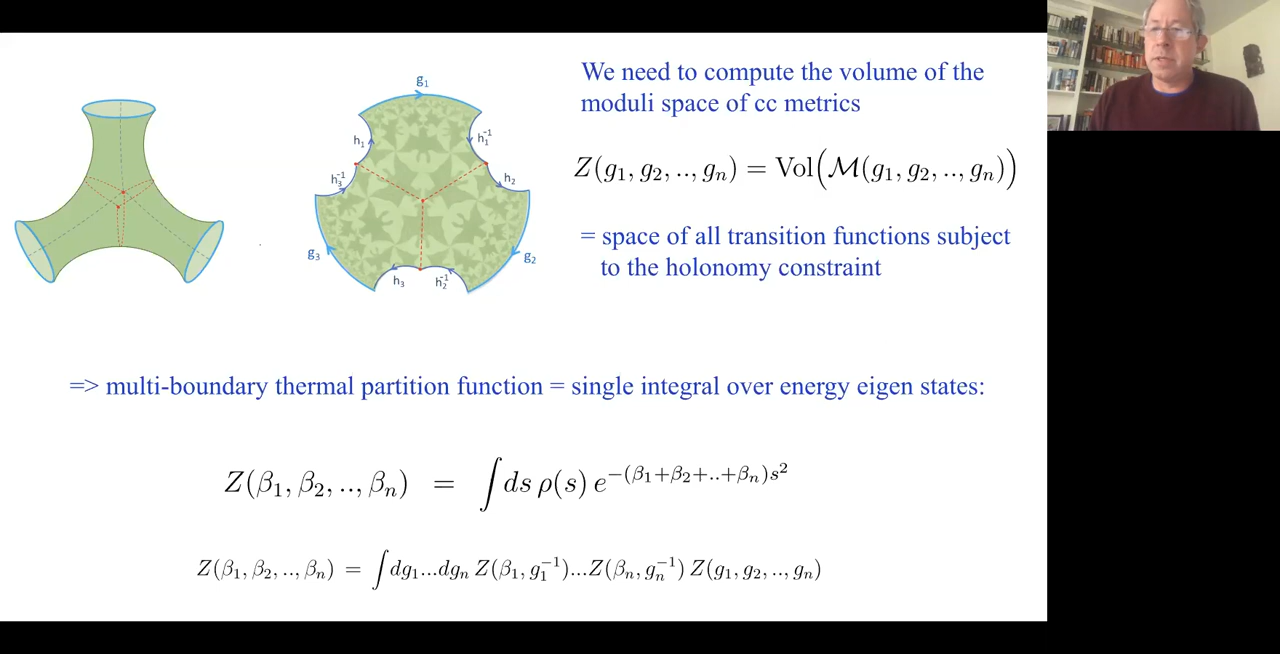 We need to compute the volume of the
moduli space of cc metrics
Z(g₁, g₂, .., gₙ) = Vol(𝓜(g₁, g₂, .., gₙ))
= space of all transition functions subject
to the holonomy constraint
g₁
h₁
h₁⁻¹
h₃⁻¹
h₂
g₃
g₂
h₃
h₂⁻¹
=> multi-boundary thermal partition function = single integral over energy eigen states:
Z(β₁, β₂, .., βₙ) = ∫ds ρ(s) e^{−(β₁+β₂+..+βₙ)s²}
Z(β₁, β₂, .., βₙ) = ∫dg₁...dgₙ Z(β₁, g₁⁻¹)...Z(βₙ, gₙ⁻¹) Z(g₁, g₂, .., gₙ)